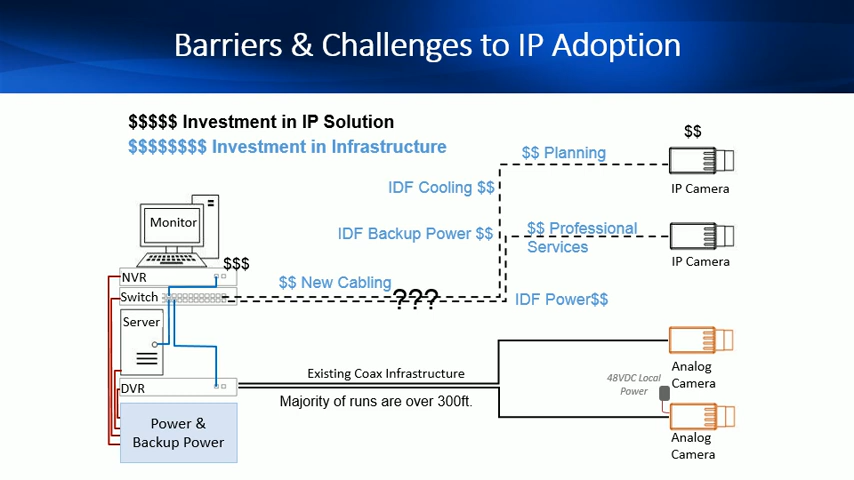 Barriers & Challenges to IP Adoption
$$$$$ Investment in IP Solution
$$$$$$$$ Investment in Infrastructure
$$
$$ Planning
IDF Cooling $$
IP Camera
Monitor
IDF Backup Power $$
$$ Professional
Services
IP Camera
$$$
NVR
$$ New Cabling
Switch
???
IDF Power$$
Server
Existing Coax Infrastructure
Analog
Camera
48VDC Local
Power
DVR
Majority of runs are over 300ft.
Power &
Backup Power
Analog
Camera